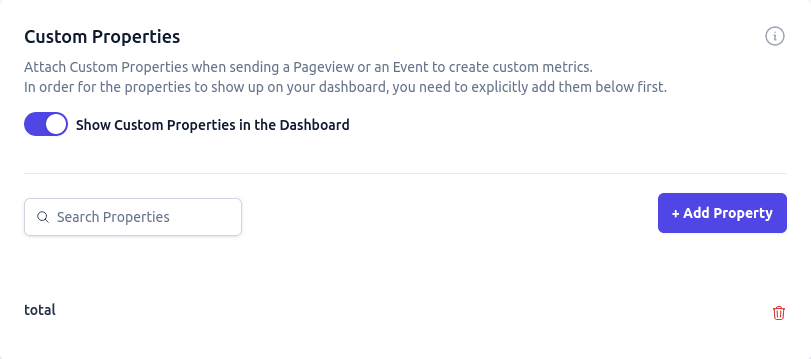 Custom Properties
Attach Custom Properties when sending a Pageview or an Event to create custom metrics.
In order for the properties to show up on your dashboard, you need to explicitly add them below first.
Show Custom Properties in the Dashboard
Search Properties
+ Add Property
total